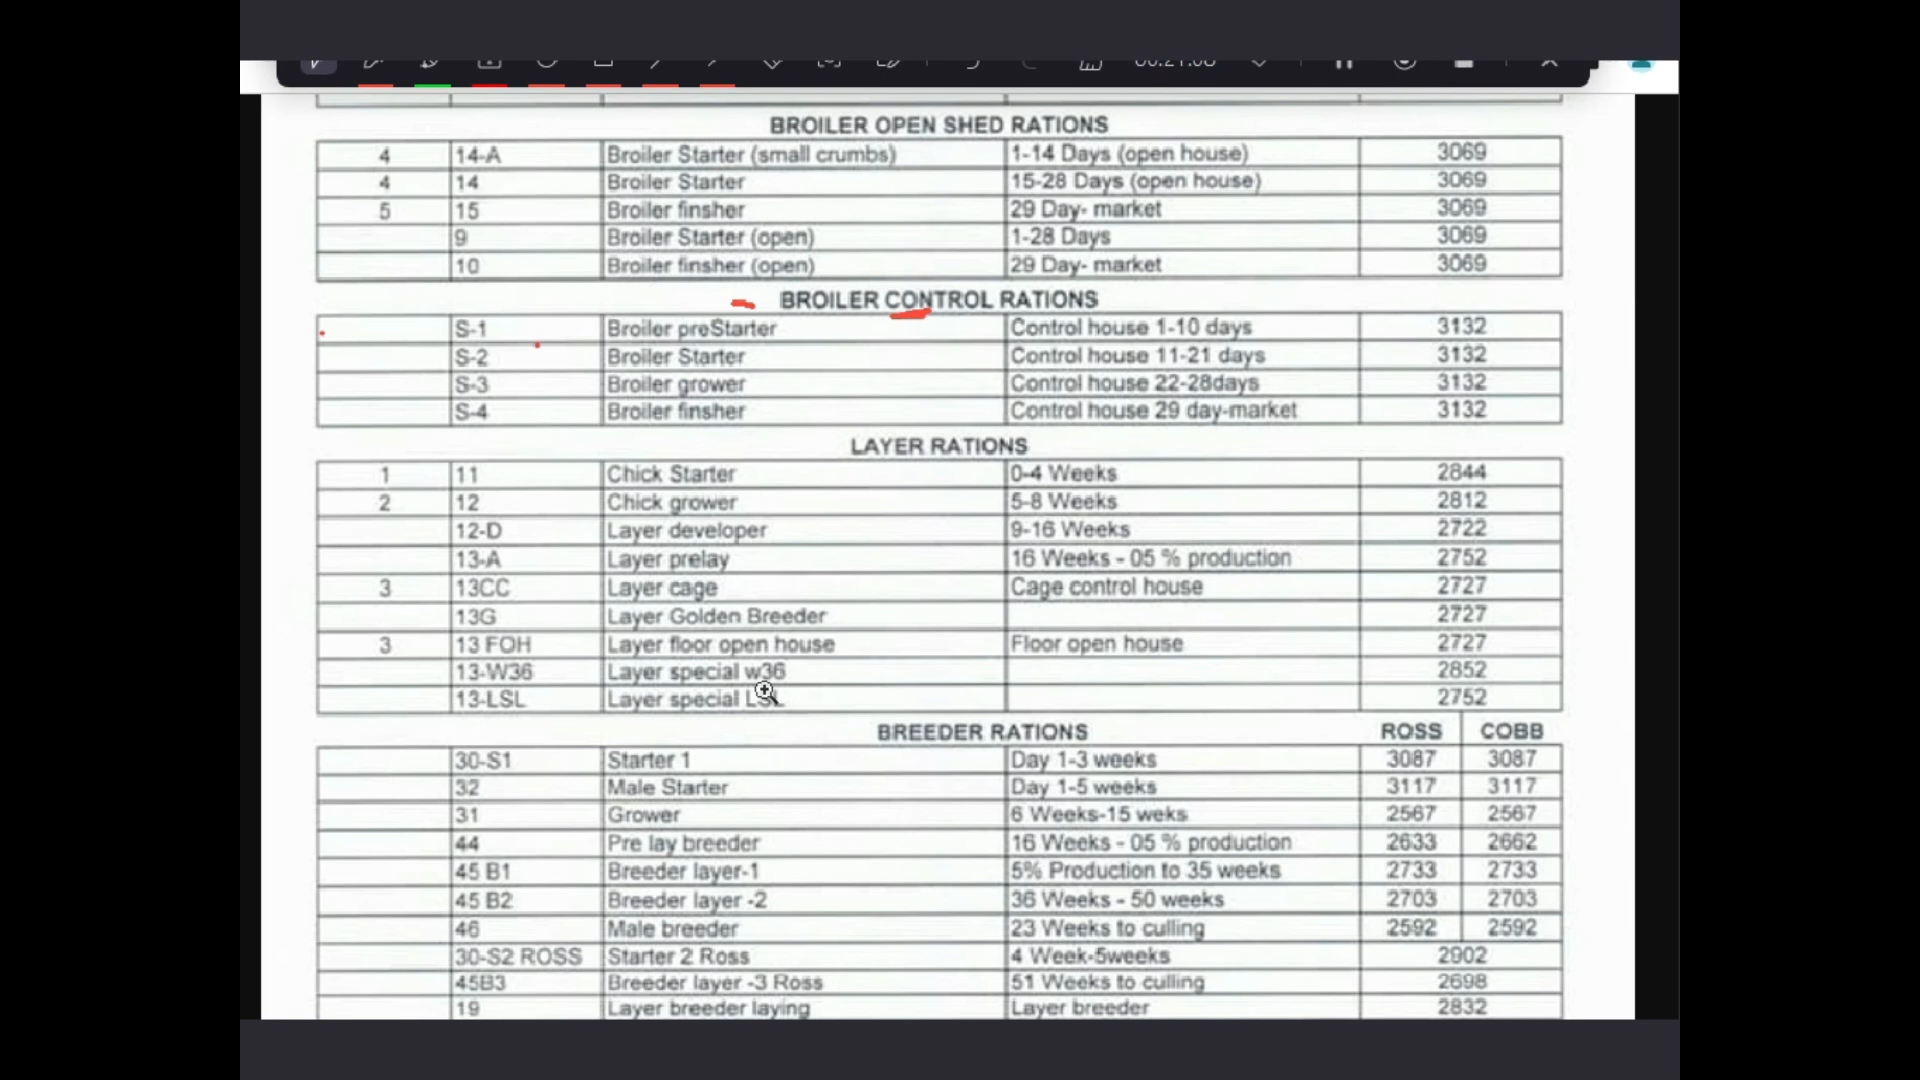 BROILER OPEN SHED RATIONS
4 14-A Broiler Starter (small crumbs) 1-14 Days (open house) 3069
4 14 Broiler Starter 15-28 Days (open house) 3069
5 15 Broiler finsher 29 Day- market 3069
9 Broiler Starter (open) 1-28 Days 3069
10 Broiler finsher (open) 29 Day- market 3069
BROILER CONTROL RATIONS
S-1 Broiler preStarter Control house 1-10 days 3132
S-2 Broiler Starter Control house 11-21 days 3132
S-3 Broiler grower Control house 22-28days 3132
S-4 Broiler finsher Control house 29 day-market 3132
LAYER RATIONS
1 11 Chick Starter 0-4 Weeks 2844
2 12 Chick grower 5-8 Weeks 2812
12-D Layer developer 9-16 Weeks 2722
13-A Layer prelay 16 Weeks - 05 % production 2752
3 13CC Layer cage Cage control house 2727
13G Layer Golden Breeder 2727
3 13 FOH Layer floor open house Floor open house 2727
13-W36 Layer special w36 2852
13-LSL Layer special LSL 2752
BREEDER RATIONS ROSS COBB
30-S1 Starter 1 Day 1-3 weeks 3087 3087
32 Male Starter Day 1-5 weeks 3117 3117
31 Grower 6 Weeks-15 weks 2567 2567
44 Pre lay breeder 16 Weeks - 05 % production 2633 2662
45 B1 Breeder layer-1 5% Production to 35 weeks 2733 2733
45 B2 Breeder layer -2 36 Weeks - 50 weeks 2703 2703
46 Male breeder 23 Weeks to culling 2592 2592
30-S2 ROSS Starter 2 Ross 4 Week-5weeks 2902
45B3 Breeder layer -3 Ross 51 Weeks to culling 2698
19 Layer breeder laying Layer breeder 2832